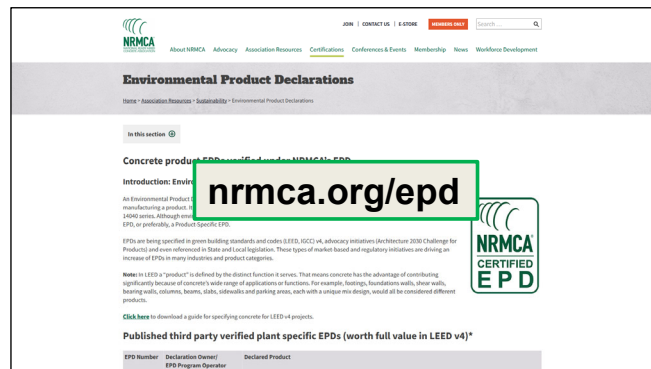 JOIN | CONTACT US | E-STORE MEMBERS ONLY Search ...
NRMCA
About NRMCA Advocacy Association Resources Certifications Conferences & Events Membership News Workforce Development
Environmental Product Declarations
Home > Association Resources > Sustainability > Environmental Product Declarations
In this section
Concrete product EPDs verified under NRMCA's EPD
Introduction: Enviro
nrmca.org/epd
An Environmental Product D
manufacturing a product. It
14040 series. Although envi
EPD, or preferably, a Product-Specific EPD.
EPDs are being specified in green building standards and codes (LEED, IGCC) v4, advocacy initiatives (Architecture 2030 Challenge for
Products) and even referenced in State and Local legislation. These types of market-based and regulatory initiatives are driving an
increase of EPDs in many industries and product categories.
NRMCA
CERTIFIED
EPD
Note: In LEED a "product" is defined by the distinct function it serves. That means concrete has the advantage of contributing
significantly because of concrete's wide range of applications or functions. For example, footings, foundations walls, shear walls,
bearing walls, columns, beams, slabs, sidewalks and parking areas, each with a unique mix design, would all be considered different
products.
Click here to download a guide for specifying concrete for LEED v4 projects.
Published third party verified plant specific EPDs (worth full value in LEED v4)*
EPD Number Declaration Owner/ Declared Product
EPD Program Operator